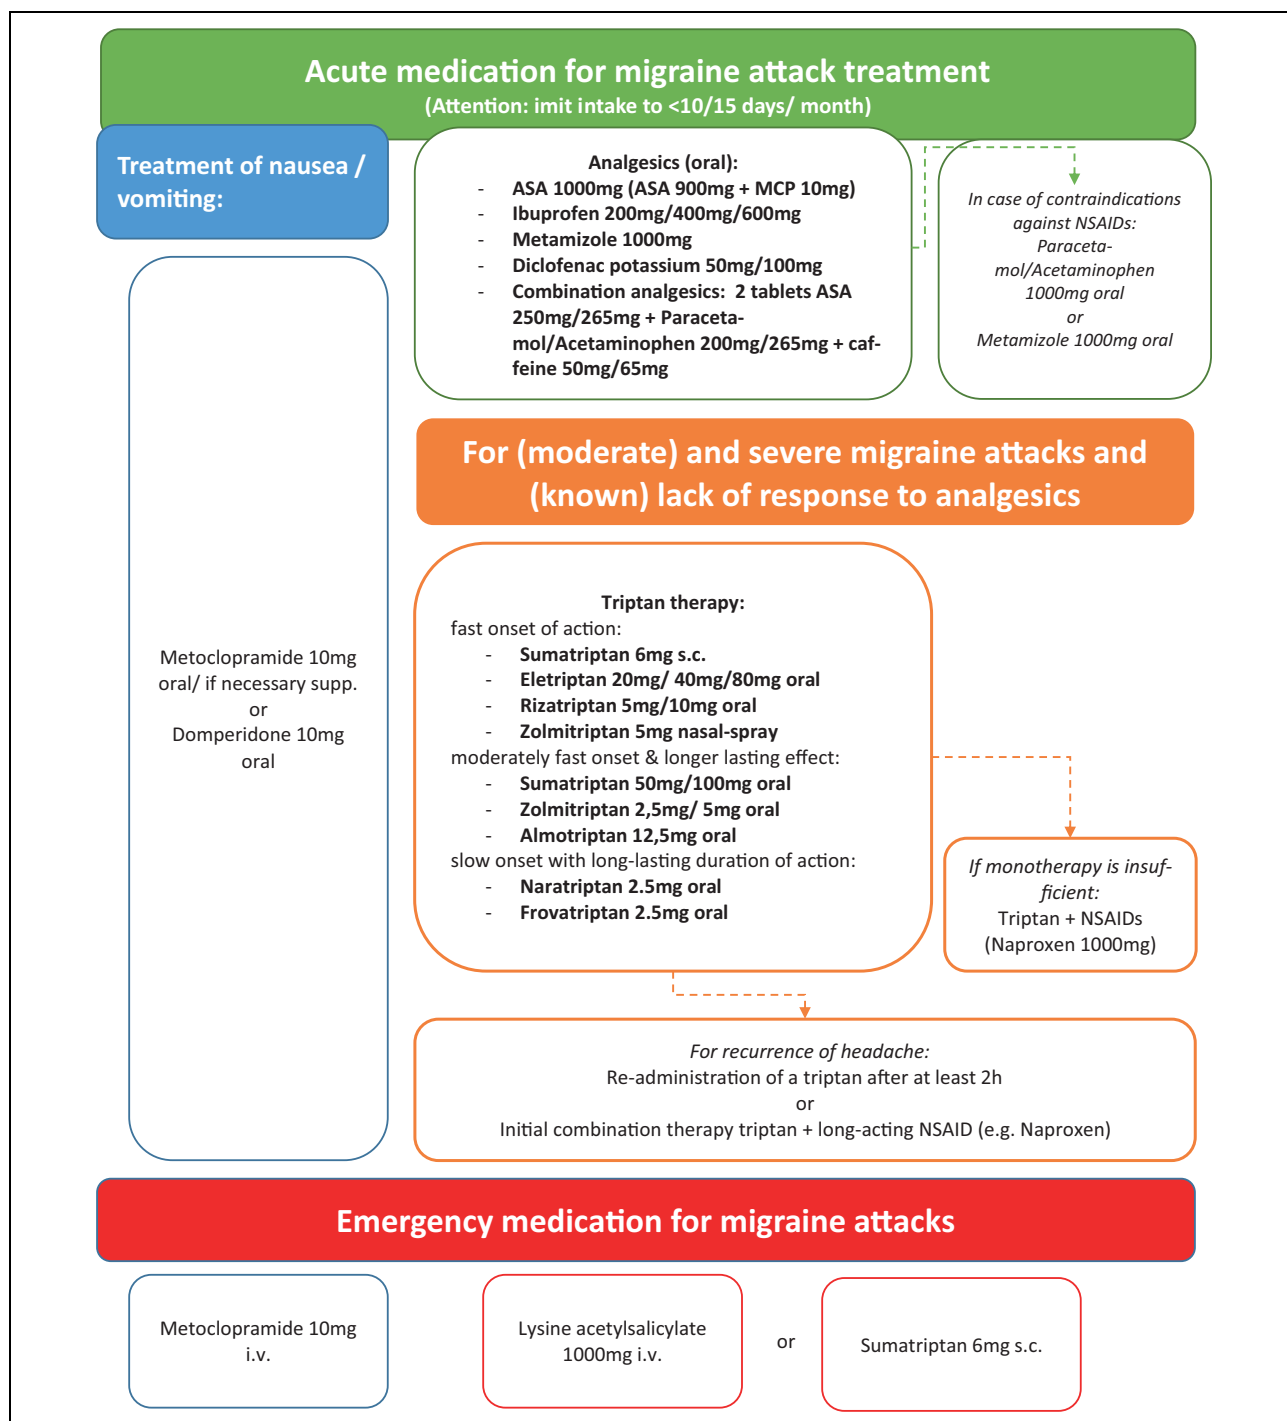 Acute medication for migraine attack treatment
(Attention: imit intake to <10/15 days/ month)
Treatment of nausea /
vomiting:
Analgesics (oral):
- ASA 1000mg (ASA 900mg + MCP 10mg)
- Ibuprofen 200mg/400mg/600mg
- Metamizole 1000mg
- Diclofenac potassium 50mg/100mg
- Combination analgesics: 2 tablets ASA
250mg/265mg + Paraceta-
mol/Acetaminophen 200mg/265mg + caf-
feine 50mg/65mg
In case of contraindications
against NSAIDs:
Paraceta-
mol/Acetaminophen
1000mg oral
or
Metamizole 1000mg oral
For (moderate) and severe migraine attacks and
(known) lack of response to analgesics
Metoclopramide 10mg
oral/ if necessary supp.
or
Domperidone 10mg
oral
Triptan therapy:
fast onset of action:
- Sumatriptan 6mg s.c.
- Eletriptan 20mg/ 40mg/80mg oral
- Rizatriptan 5mg/10mg oral
- Zolmitriptan 5mg nasal-spray
moderately fast onset & longer lasting effect:
- Sumatriptan 50mg/100mg oral
- Zolmitriptan 2,5mg/ 5mg oral
- Almotriptan 12,5mg oral
slow onset with long-lasting duration of action:
- Naratriptan 2.5mg oral
- Frovatriptan 2.5mg oral
If monotherapy is insuf-
ficient:
Triptan + NSAIDs
(Naproxen 1000mg)
For recurrence of headache:
Re-administration of a triptan after at least 2h
or
Initial combination therapy triptan + long-acting NSAID (e.g. Naproxen)
Emergency medication for migraine attacks
Metoclopramide 10mg
i.v.
Lysine acetylsalicylate
1000mg i.v.
or
Sumatriptan 6mg s.c.